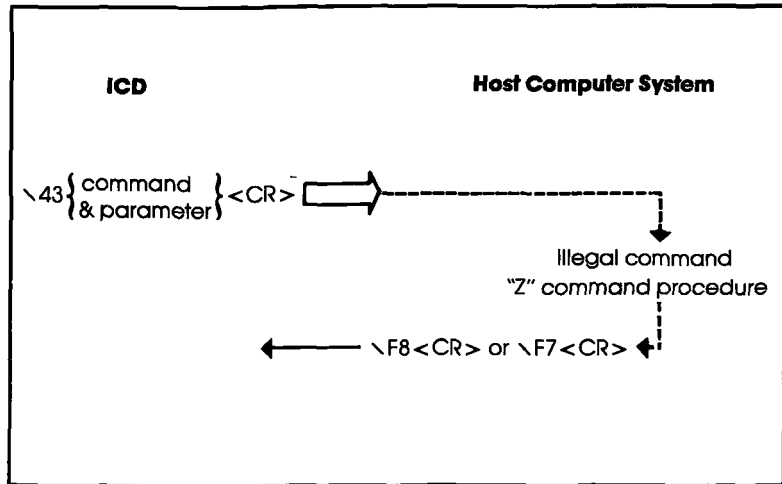 ICD
Host Computer System
\43{command & parameter}<CR>
Illegal command
"Z" command procedure
\F8<CR> or \F7<CR>